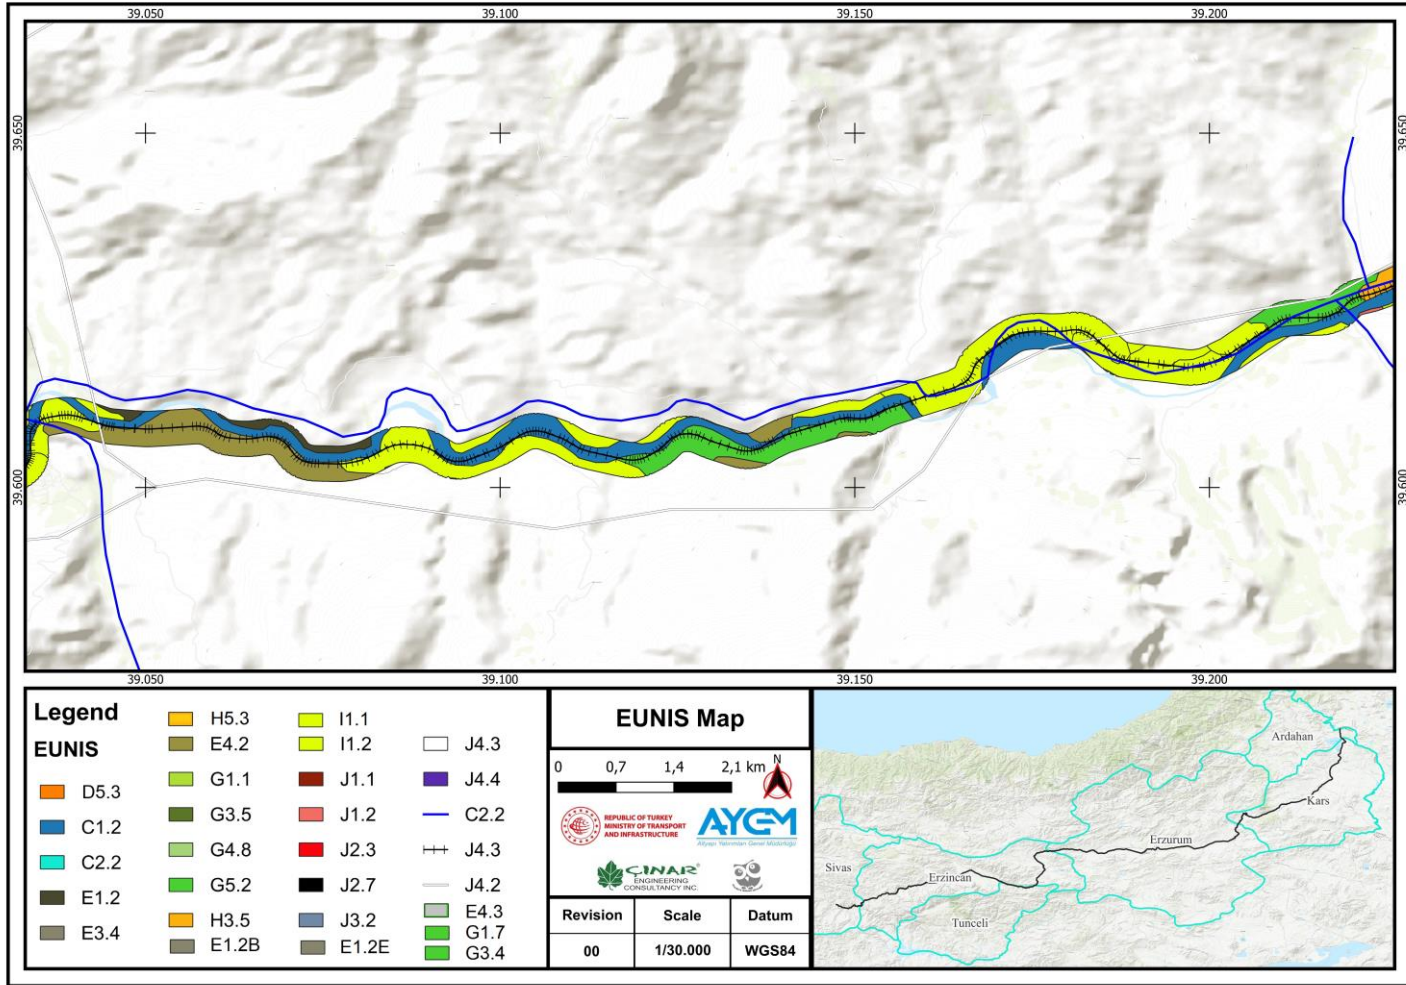 39.050
39.100
39.150
39.200
39.650
39.650
39.600
39.600
39.050
39.100
39.150
39.200
Legend
EUNIS
D5.3
C1.2
C2.2
E1.2
E3.4
H5.3
E4.2
G1.1
G3.5
G4.8
G5.2
H3.5
E1.2B
I1.1
I1.2
J1.1
J1.2
J2.3
J2.7
J3.2
E1.2E
J4.3
J4.4
C2.2
J4.3
J4.2
E4.3
G1.7
G3.4
EUNIS Map
0 0,7 1,4 2,1 km
N
REPUBLIC OF TURKEY
MINISTRY OF TRANSPORT
AND INFRASTRUCTURE
AYGM
Altyapı Yatırımları Genel Müdürlüğü
ÇINAR
ENGINEERING
CONSULTANCY INC.
Revision Scale Datum
00 1/30.000 WGS84
Ardahan
Kars
Erzurum
Sivas
Erzincan
Tunceli